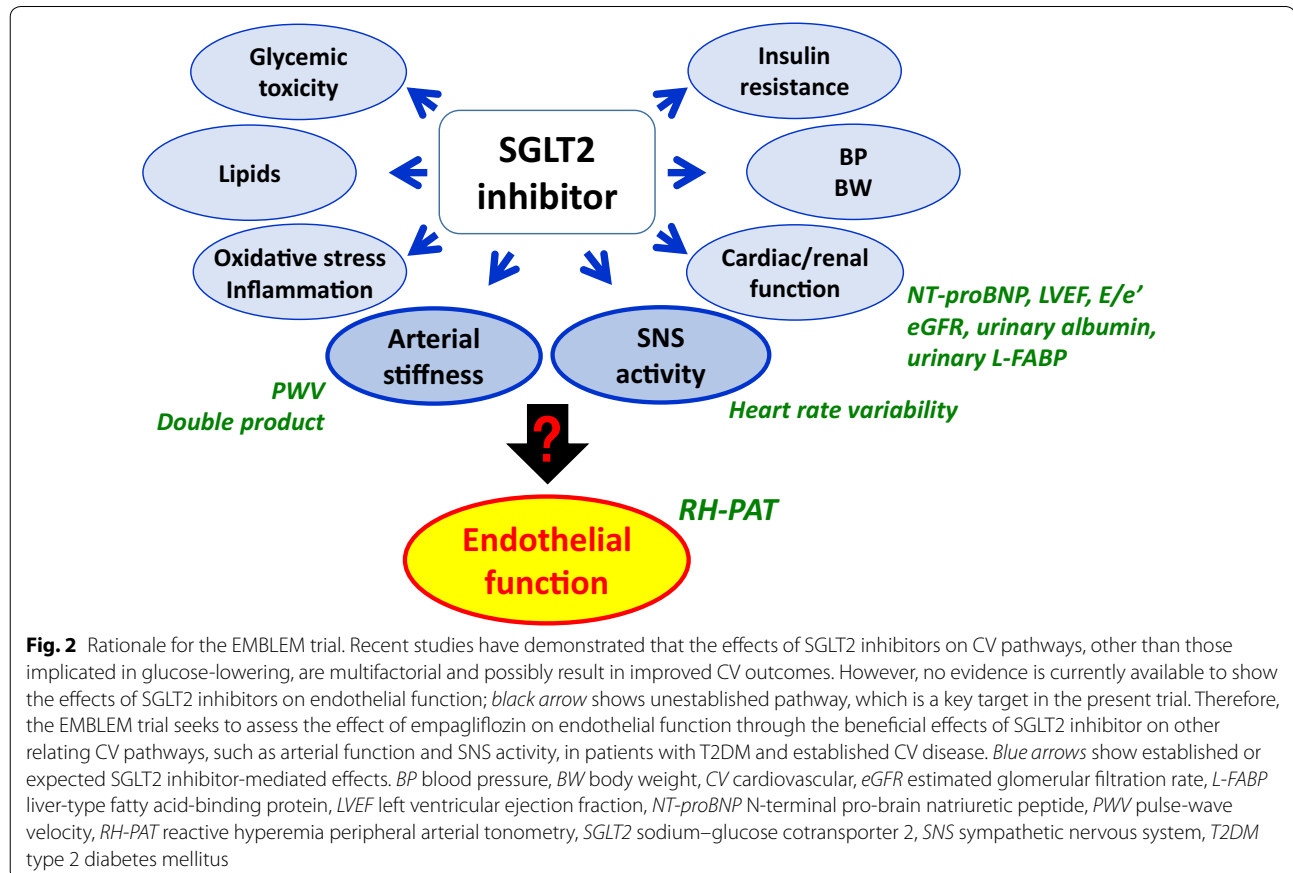 Glycemic
toxicity
Insulin
resistance
SGLT2
inhibitor
Lipids
BP
BW
Oxidative stress
Inflammation
Cardiac/renal
function
NT-proBNP, LVEF, E/e’
eGFR, urinary albumin,
urinary L-FABP
Arterial
stiffness
SNS
activity
PWV
Double product
Heart rate variability
?
RH-PAT
Endothelial
function
Fig. 2 Rationale for the EMBLEM trial. Recent studies have demonstrated that the effects of SGLT2 inhibitors on CV pathways, other than those
implicated in glucose-lowering, are multifactorial and possibly result in improved CV outcomes. However, no evidence is currently available to show
the effects of SGLT2 inhibitors on endothelial function; black arrow shows unestablished pathway, which is a key target in the present trial. Therefore,
the EMBLEM trial seeks to assess the effect of empagliflozin on endothelial function through the beneficial effects of SGLT2 inhibitor on other
relating CV pathways, such as arterial function and SNS activity, in patients with T2DM and established CV disease. Blue arrows show established or
expected SGLT2 inhibitor-mediated effects. BP blood pressure, BW body weight, CV cardiovascular, eGFR estimated glomerular filtration rate, L-FABP
liver-type fatty acid-binding protein, LVEF left ventricular ejection fraction, NT-proBNP N-terminal pro-brain natriuretic peptide, PWV pulse-wave
velocity, RH-PAT reactive hyperemia peripheral arterial tonometry, SGLT2 sodium–glucose cotransporter 2, SNS sympathetic nervous system, T2DM
type 2 diabetes mellitus